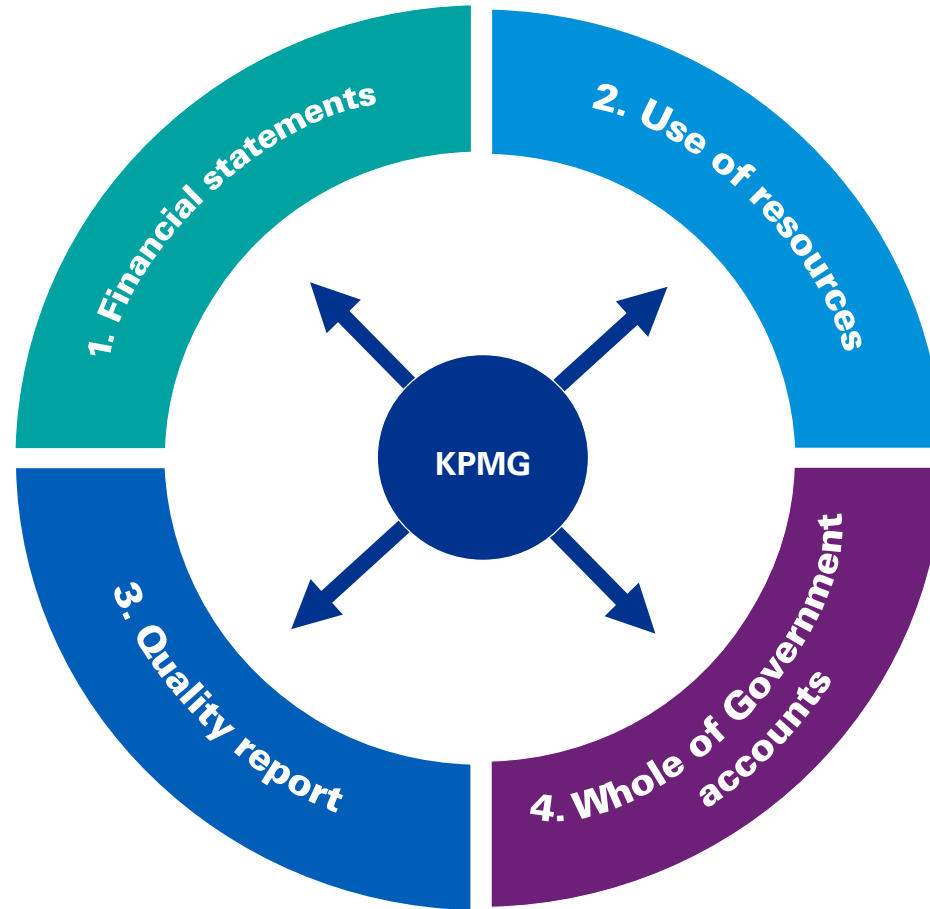 1. Financial statements
2. Use of resources
KPMG
3. Quality report
4. Whole of Government
accounts